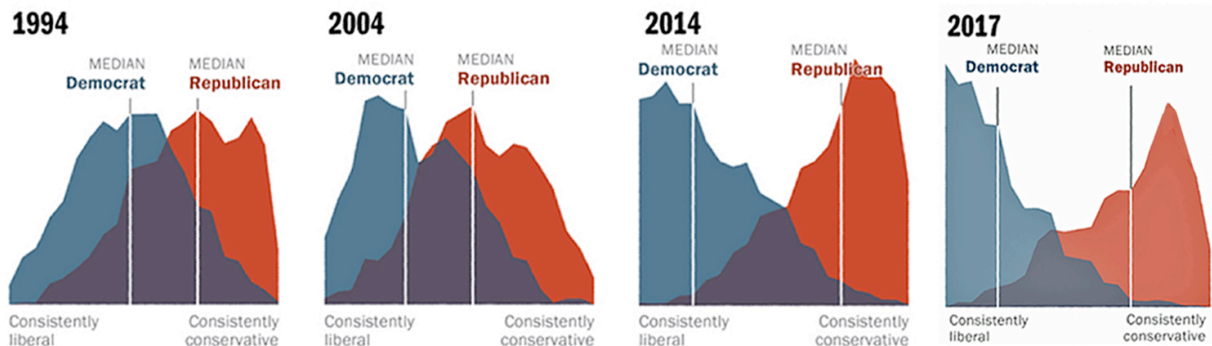 1994
MEDIAN
Democrat
MEDIAN
Republican
Consistently
liberal
Consistently
conservative
2004
MEDIAN
Democrat
MEDIAN
Republican
Consistently
liberal
Consistently
conservative
2014
MEDIAN
Democrat
MEDIAN
Republican
Consistently
liberal
Consistently
conservative
2017
MEDIAN
Democrat
MEDIAN
Republican
Consistently
liberal
Consistently
conservative